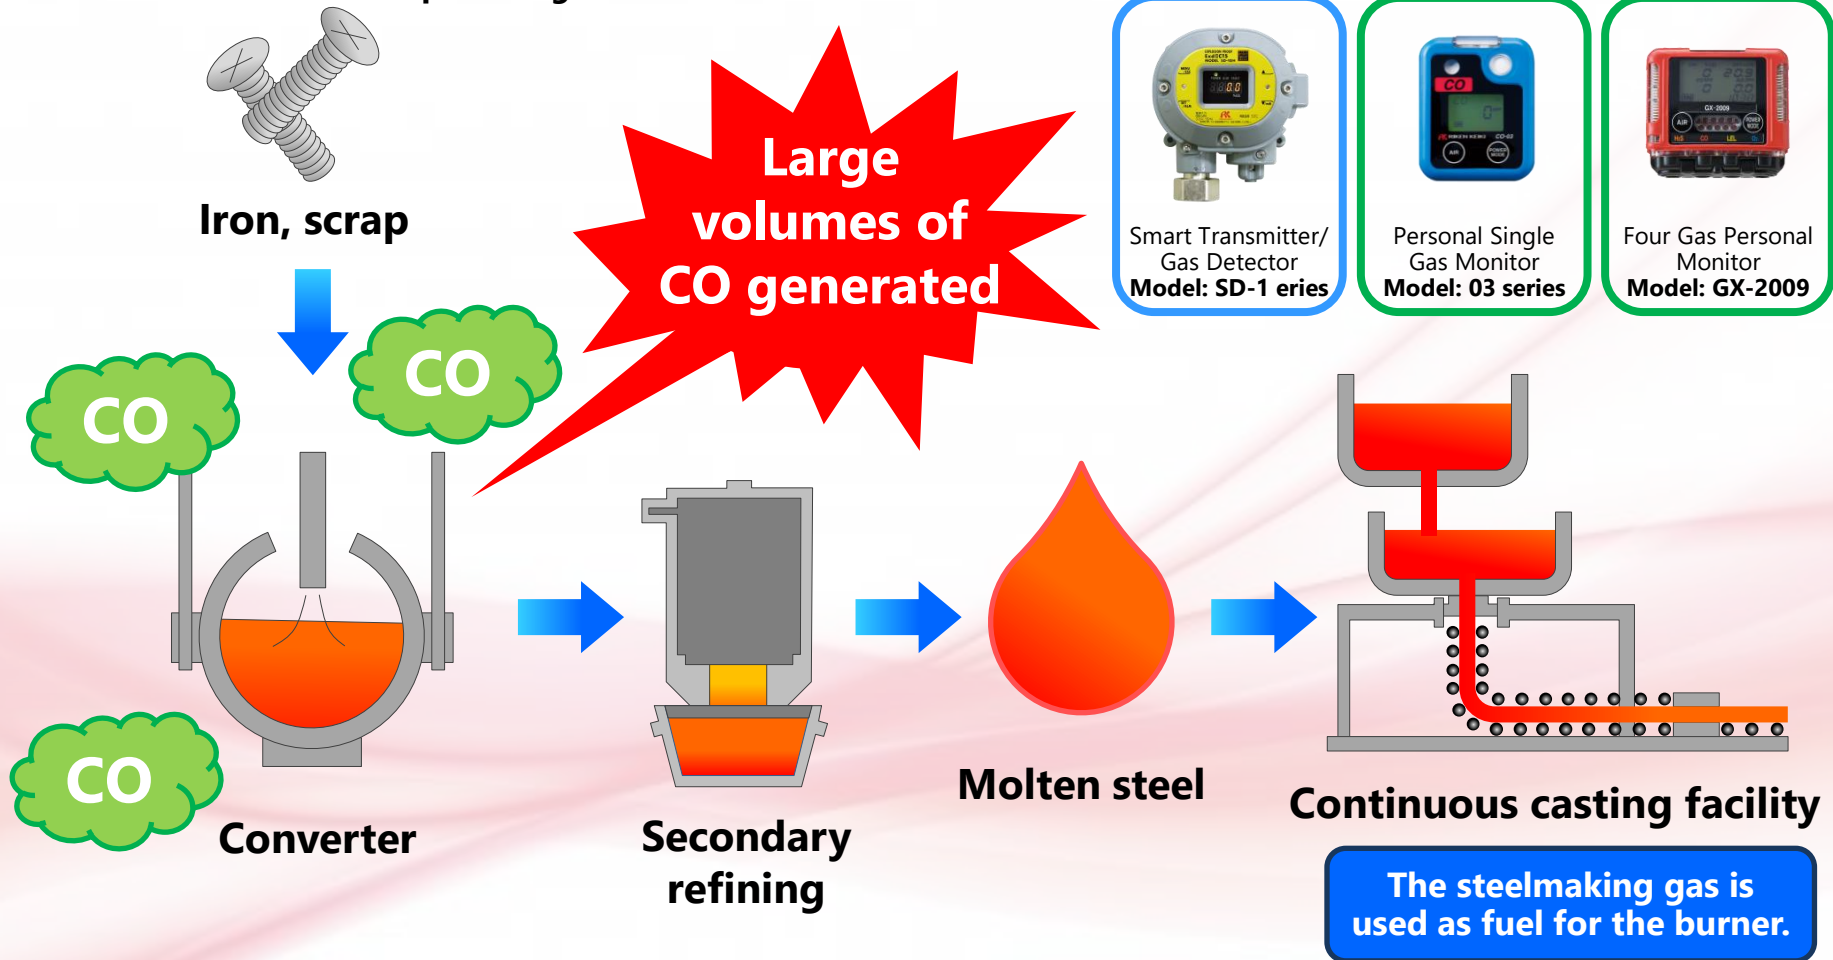 Iron, scrap
Large
volumes of
CO generated
Smart Transmitter/
Gas Detector
Model: SD-1 eries
CO
Personal Single
Gas Monitor
Model: 03 series
GX-2009
Four Gas Personal
Monitor
Model: GX-2009
CO
CO
CO
Converter
Secondary
refining
Molten steel
Continuous casting facility
The steelmaking gas is
used as fuel for the burner.